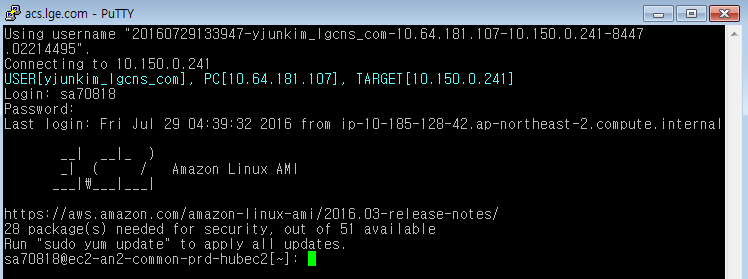 acs.lge.com - PuTTY
Using username "20160729133947-yjunkim_lgcns_com-10.64.181.107-10.150.0.241-8447
.02214495".
Connecting to 10.150.0.241
USER[yjunkim_lgcns_com], PC[10.64.181.107], TARGET[10.150.0.241]
Login: sa70818
Password:
Last login: Fri Jul 29 04:39:32 2016 from ip-10-185-128-42.ap-northeast-2.compute.internal
__|  __|_  )
_|  (     /   Amazon Linux AMI
___|₩___|___|
https://aws.amazon.com/amazon-linux-ami/2016.03-release-notes/
28 package(s) needed for security, out of 51 available
Run "sudo yum update" to apply all updates.
sa70818@ec2-an2-common-prd-hubec2[~]: